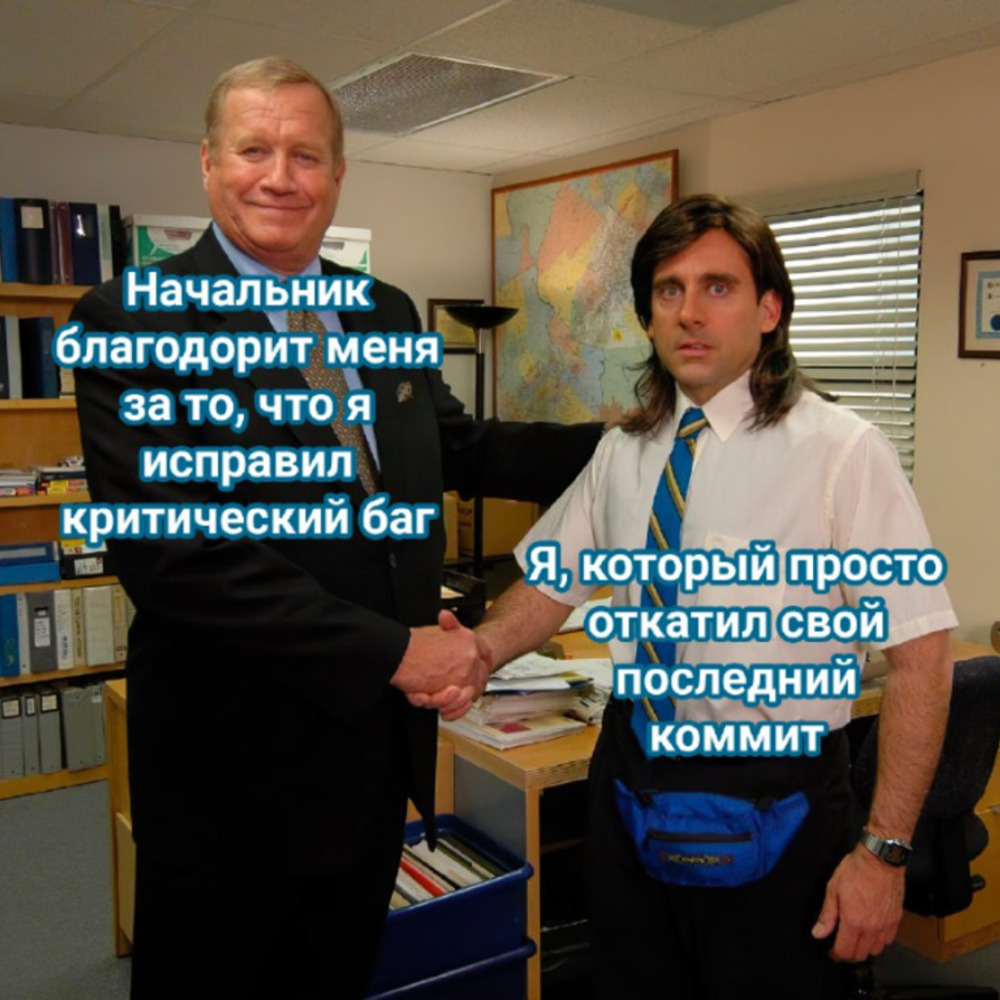 Начальник
благодорит меня
за то, что я
исправил
критический баг
Я, который просто
откатил свой
последний
коммит